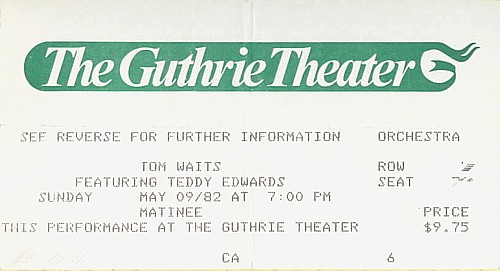 The Guthrie Theater
SEE REVERSE FOR FURTHER INFORMATION ORCHESTRA
TOM WAITS ROW
FEATURING TEDDY EDWARDS SEAT
SUNDAY MAY 09/82 AT 7:00 PM
MATINEE PRICE
THIS PERFORMANCE AT THE GUTHRIE THEATER $9.75
CA 6